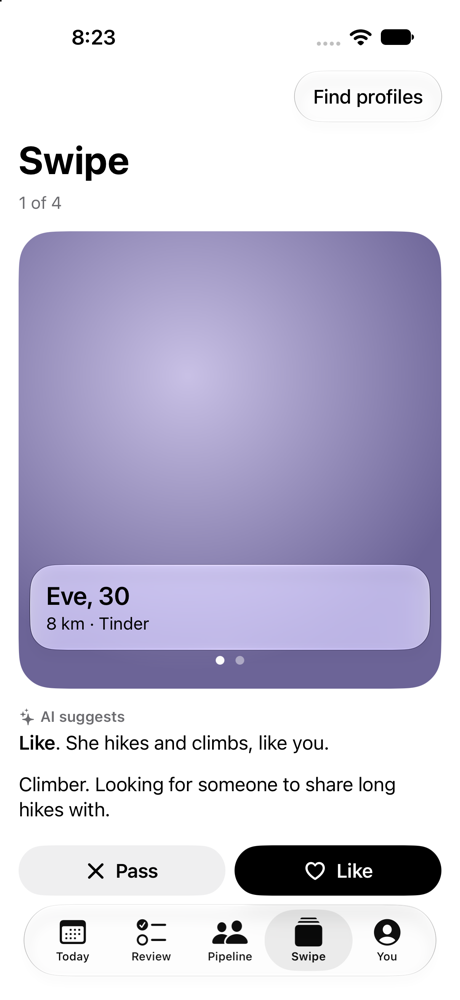 8:23
Find profiles
Swipe
1 of 4
Eve, 30
8 km · Tinder
AI suggests
Like. She hikes and climbs, like you.
Climber. Looking for someone to share long
hikes with.
Pass
Like
Today
Review
Pipeline
Swipe
You